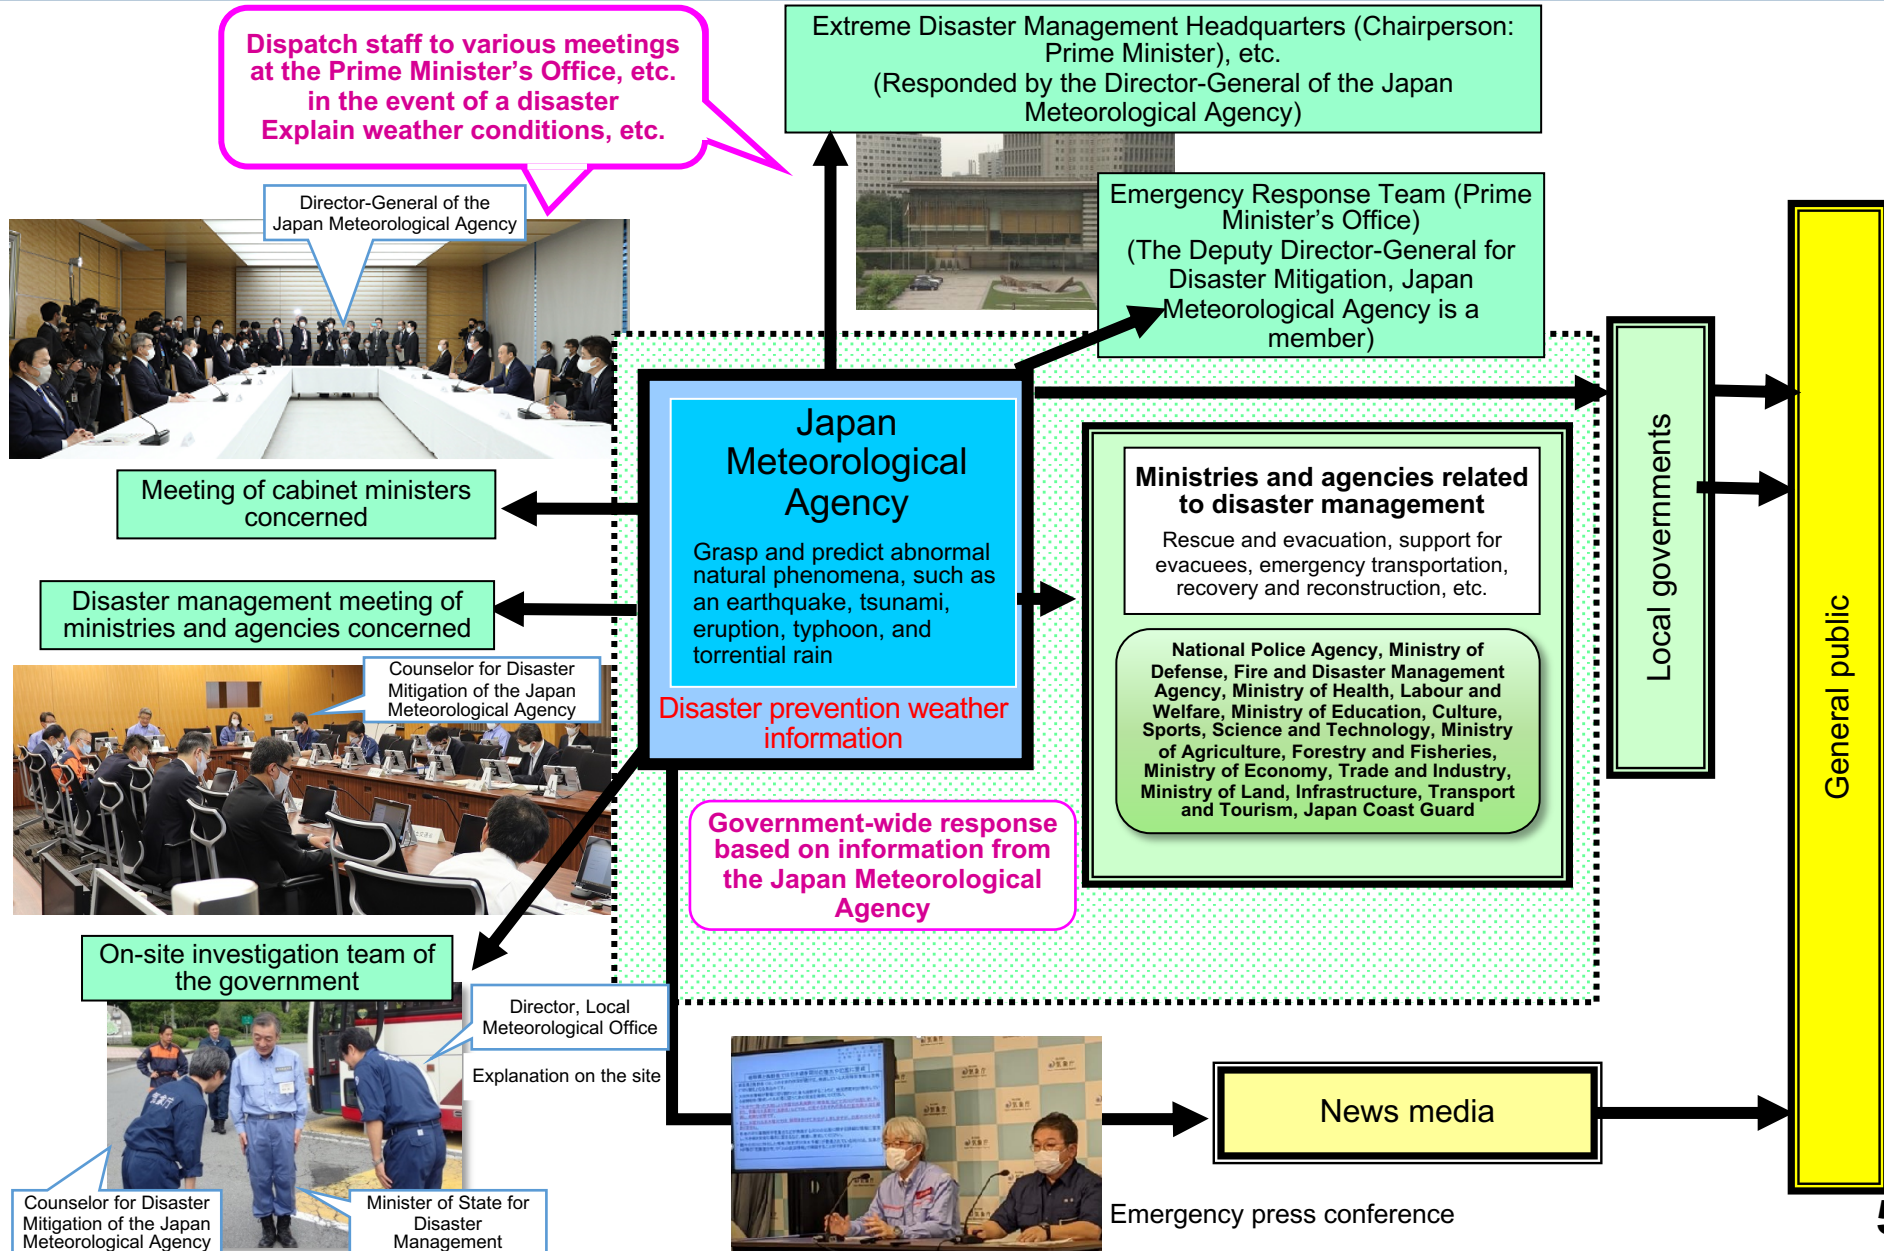 Dispatch staff to various meetings
at the Prime Minister’s Office, etc.
in the event of a disaster
Explain weather conditions, etc.
Extreme Disaster Management Headquarters (Chairperson:
Prime Minister), etc.
(Responded by the Director-General of the Japan
Meteorological Agency)
Director-General of the
Japan Meteorological Agency
Emergency Response Team (Prime
Minister’s Office)
(The Deputy Director-General for
Disaster Mitigation, Japan
Meteorological Agency is a
member)
Meeting of cabinet ministers
concerned
Disaster management meeting of
ministries and agencies concerned
Counselor for Disaster
Mitigation of the Japan
Meteorological Agency
Japan
Meteorological
Agency
Grasp and predict abnormal
natural phenomena, such as
an earthquake, tsunami,
eruption, typhoon, and
torrential rain
Disaster prevention weather
information
Ministries and agencies related
to disaster management
Rescue and evacuation, support for
evacuees, emergency transportation,
recovery and reconstruction, etc.
National Police Agency, Ministry of
Defense, Fire and Disaster Management
Agency, Ministry of Health, Labour and
Welfare, Ministry of Education, Culture,
Sports, Science and Technology, Ministry
of Agriculture, Forestry and Fisheries,
Ministry of Economy, Trade and Industry,
Ministry of Land, Infrastructure, Transport
and Tourism, Japan Coast Guard
Local governments
General public
Government-wide response
based on information from
the Japan Meteorological
Agency
On-site investigation team of
the government
Director, Local
Meteorological Office
Explanation on the site
気象庁
Counselor for Disaster
Mitigation of the Japan
Meteorological Agency
Minister of State for
Disaster
Management
気象庁
News media
Emergency press conference
5